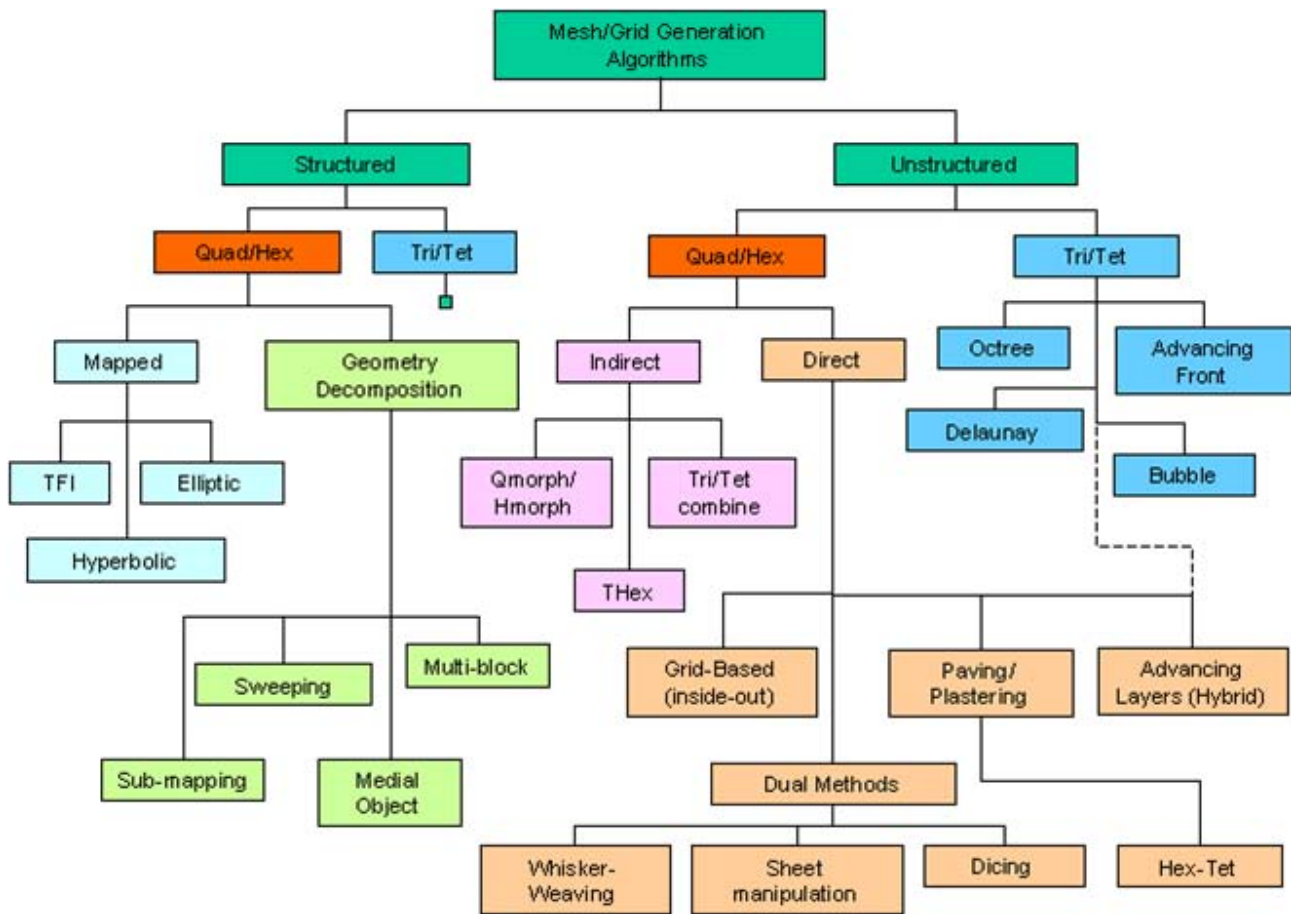 Mesh/Grid Generation
Algorithms
Structured
Unstructured
Quad/Hex
Tri/Tet
Quad/Hex
Tri/Tet
Mapped
Geometry
Decomposition
Indirect
Direct
Octree
Advancing
Front
Delaunay
Bubble
TFI
Elliptic
Hyperbolic
Qmorph/
Hmorph
Tri/Tet
combine
THex
Sub-mapping
Sweeping
Multi-block
Medial
Object
Grid-Based
(inside-out)
Paving/
Plastering
Advancing
Layers (Hybrid)
Dual Methods
Whisker-
Weaving
Sheet
manipulation
Dicing
Hex-Tet